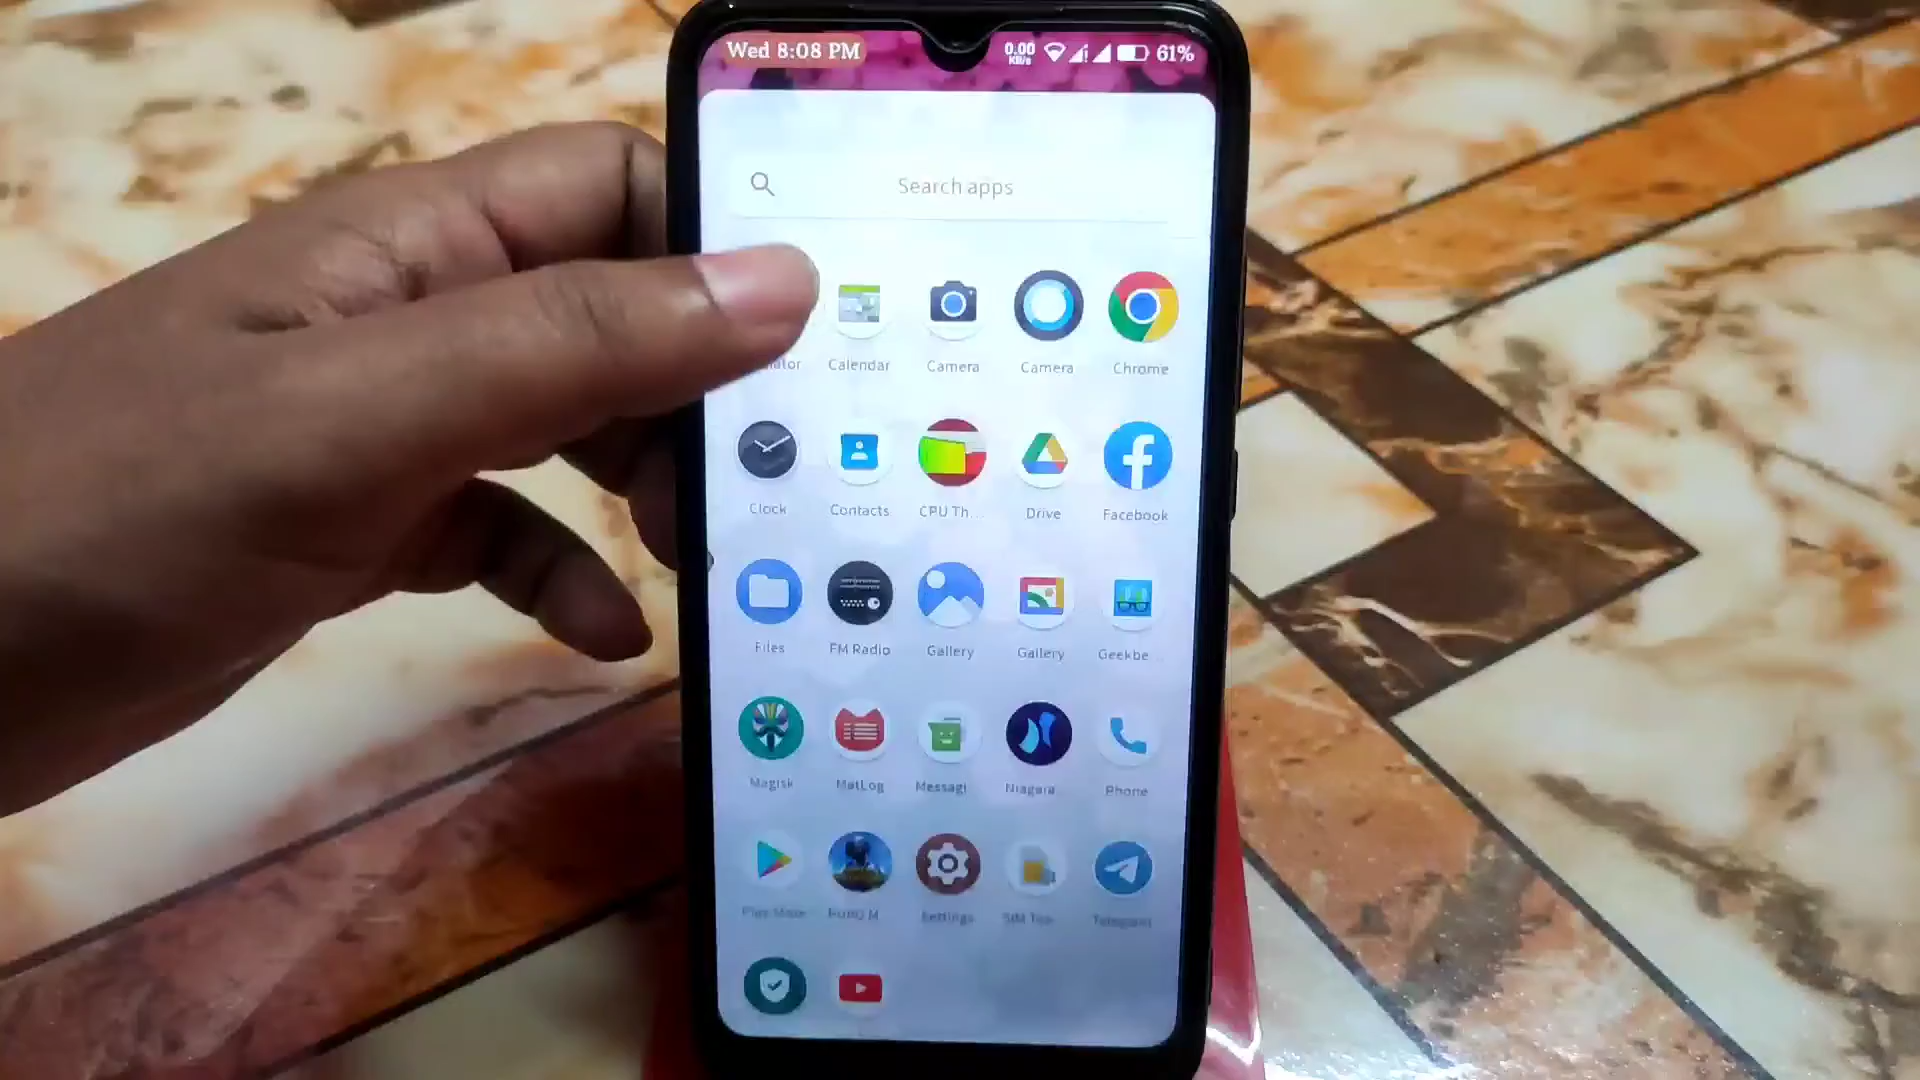 Wed 8:08 PM 0.00 KB/s 61%
Search apps
Calendar Camera Camera Chrome
Clock Contacts CPU Th... Drive Facebook
Files FM Radio Gallery Gallery Geekbe...
Magisk MatLog Messagi Niagara Phone
Play Store PUBG M Settings SIM Too Telegram